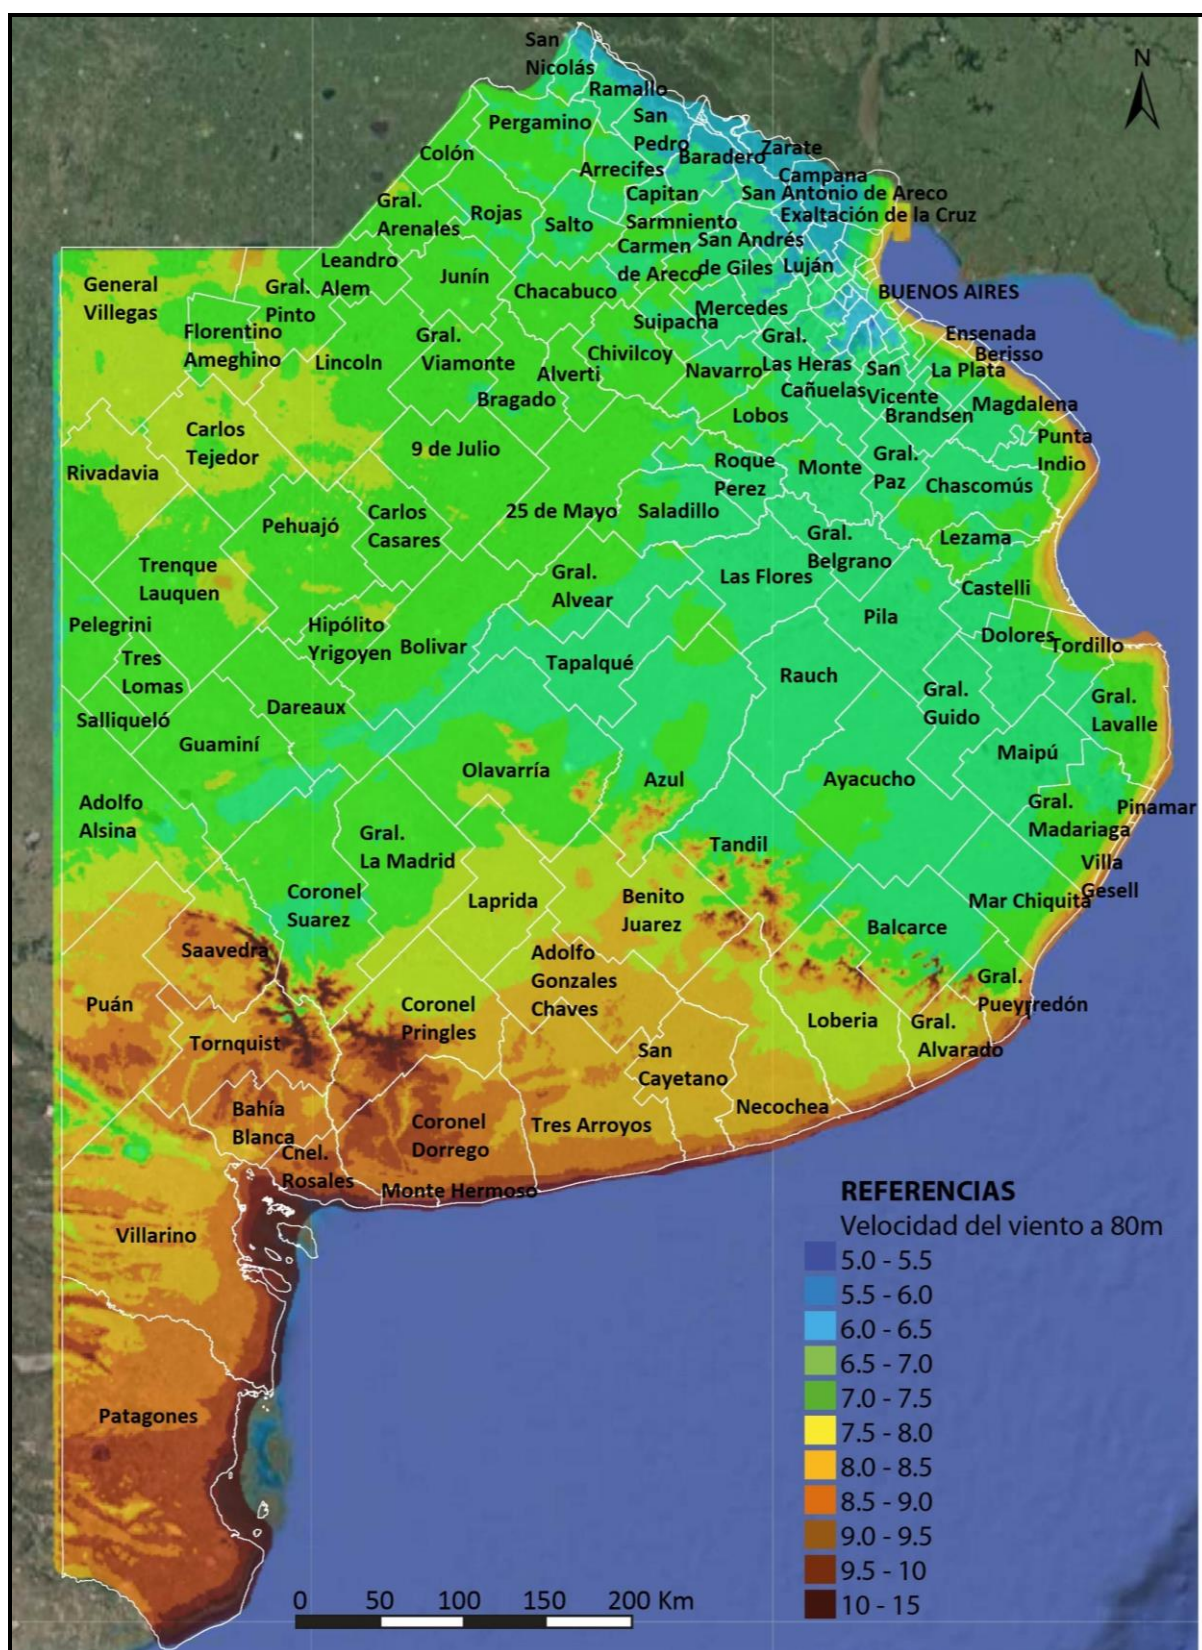 San
Nicolás
N
Ramallo
Pergamino
San
Pedro
Zarate
Colón
Baradero
Arrecifes
Campana
Capitan
Sarmniento
San Antonio de Areco
Gral.
Arenales
Rojas
Salto
Exaltación de la Cruz
Carmen
de Areco
San Andrés
de Giles
Luján
Leandro
Alem
Junín
General
Villegas
Gral.
Pinto
Chacabuco
BUENOS AIRES
Mercedes
Suipacha
Florentino
Ameghino
Gral.
Viamonte
Gral.
Las Heras
Ensenada
Berisso
Lincoln
Chivilcoy
Alverti
Navarro
San
Vicente
La Plata
Cañuelas
Bragado
Lobos
Brandsen
Magdalena
Carlos
Tejedor
9 de Julio
Punta
Indio
Rivadavia
Roque
Perez
Monte
Gral.
Paz
Chascomús
Pehuajó
Carlos
Casares
25 de Mayo
Saladillo
Gral.
Belgrano
Lezama
Trenque
Lauquen
Gral.
Alvear
Las Flores
Castelli
Pelegrini
Hipólito
Yrigoyen
Bolivar
Pila
Dolores
Tordillo
Tres
Lomas
Tapalqué
Rauch
Gral.
Guido
Gral.
Lavalle
Salliqueló
Dareaux
Guaminí
Maipú
Olavarría
Azul
Ayacucho
Adolfo
Alsina
Gral.
Madariaga
Pinamar
Gral.
La Madrid
Tandil
Villa
Gesell
Coronel
Suarez
Laprida
Benito
Juarez
Mar Chiquita
Balcarce
Saavedra
Adolfo
Gonzales
Chaves
Puán
Coronel
Pringles
Gral.
Pueyrredón
Tornquist
Loberia
Gral.
Alvarado
San
Cayetano
Bahía
Blanca
Coronel
Dorrego
Tres Arroyos
Necochea
Cnel.
Rosales
Monte Hermoso
Villarino
Patagones
REFERENCIAS
Velocidad del viento a 80m
5.0 - 5.5
5.5 - 6.0
6.0 - 6.5
6.5 - 7.0
7.0 - 7.5
7.5 - 8.0
8.0 - 8.5
8.5 - 9.0
9.0 - 9.5
9.5 - 10
10 - 15
0 50 100 150 200 Km